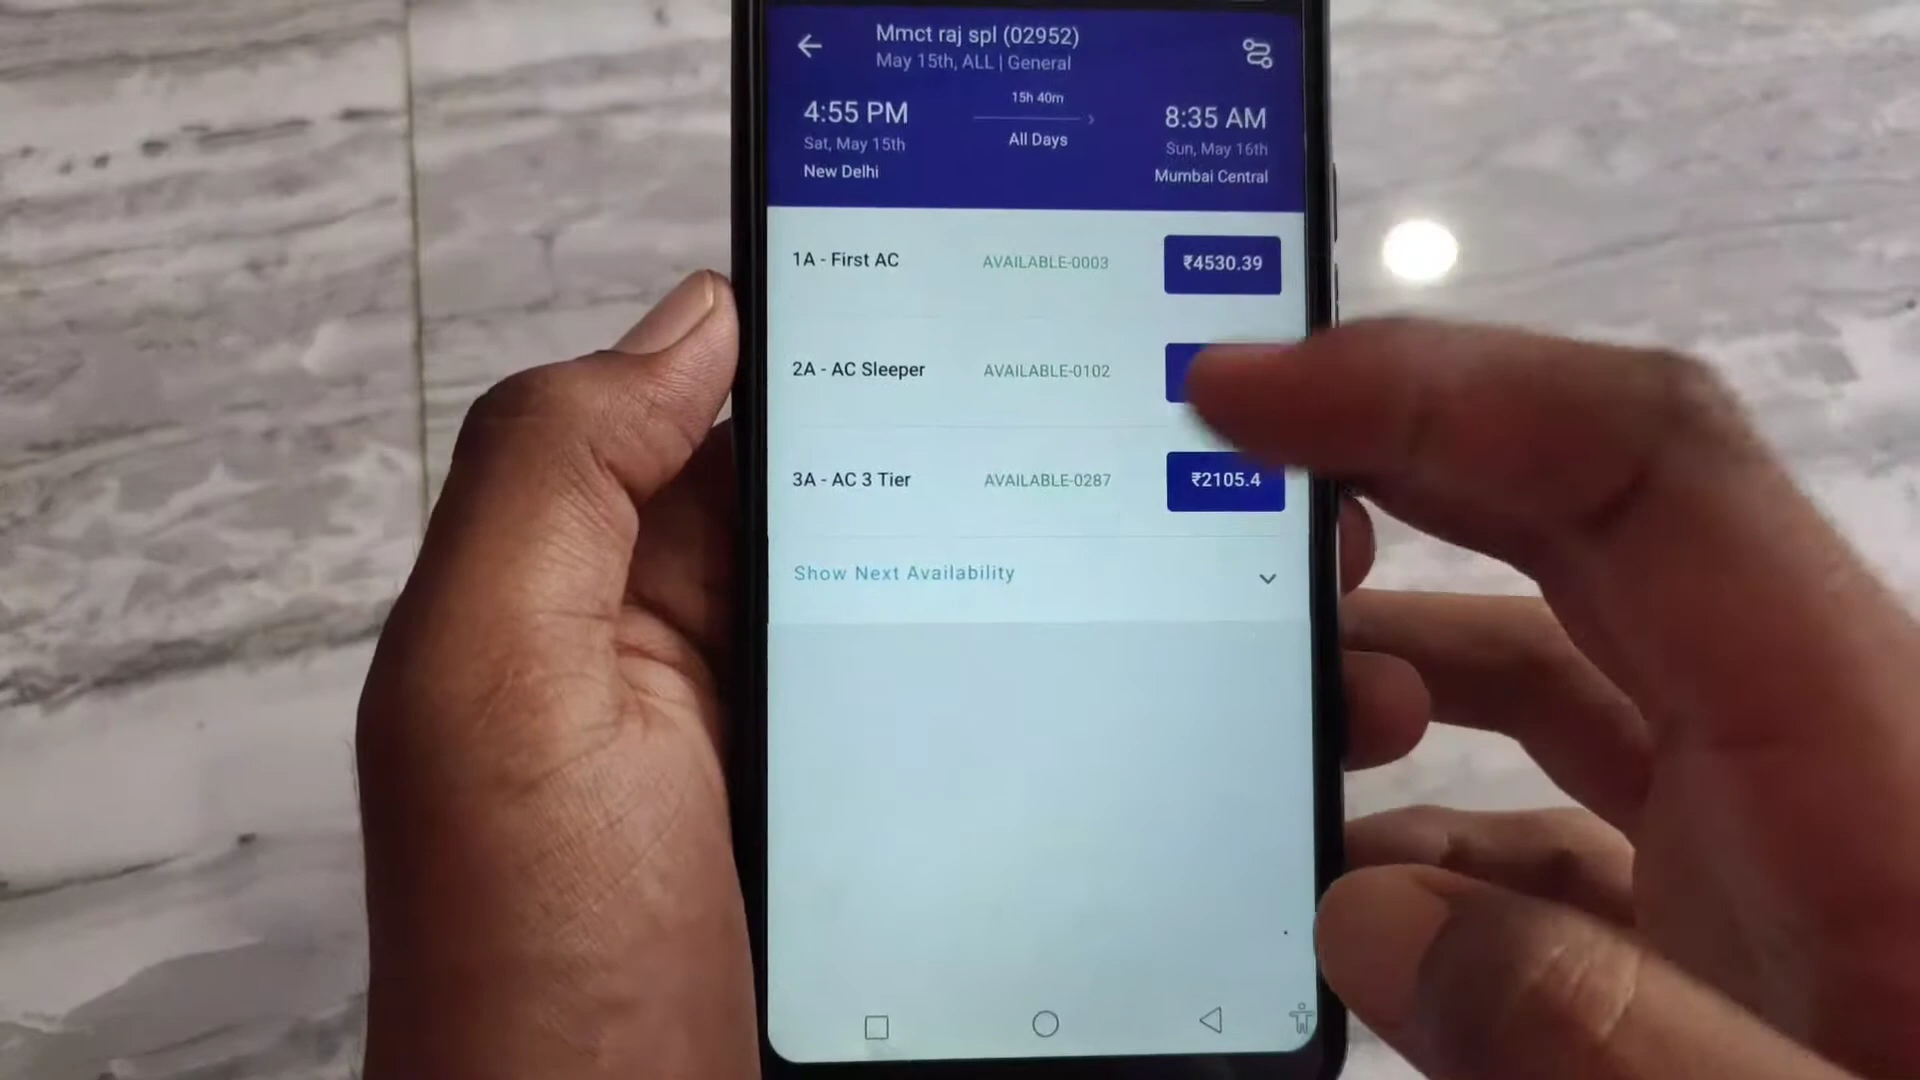 Mmct raj spl (02952)
May 15th, ALL | General
4:55 PM
15h 40m
8:35 AM
Sat, May 15th
All Days
Sun, May 16th
New Delhi
Mumbai Central
1A - First AC
AVAILABLE-0003
₹4530.39
2A - AC Sleeper
AVAILABLE-0102
3A - AC 3 Tier
AVAILABLE-0287
₹2105.4
Show Next Availability